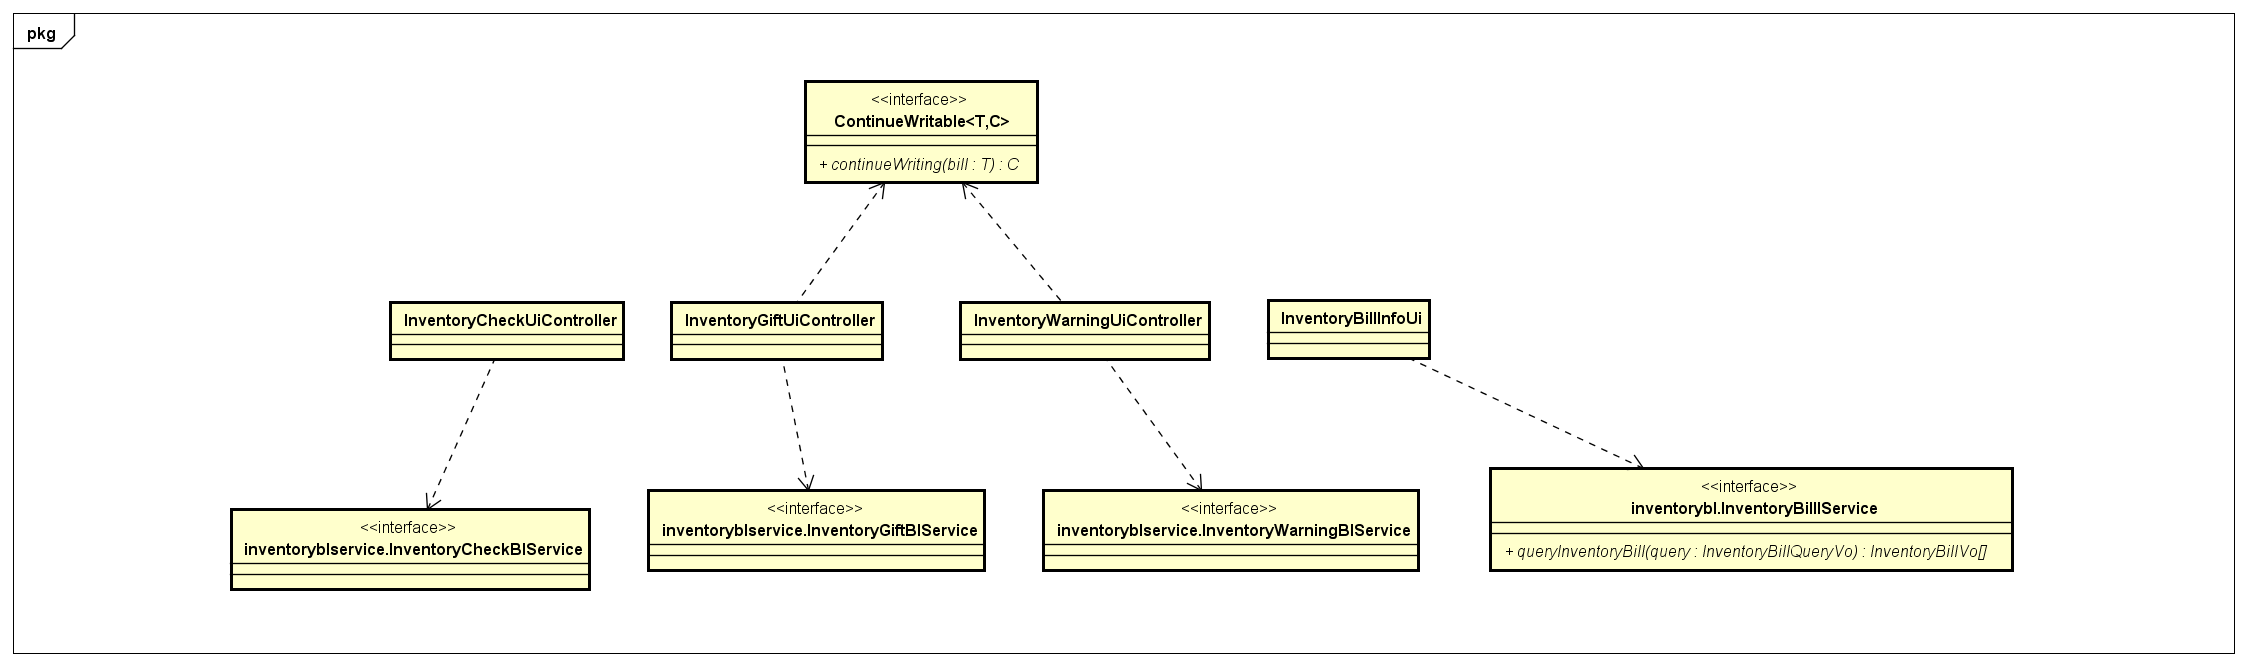 pkg
<<interface>>
ContinueWritable<T,C>
+ continueWriting(bill : T) : C
InventoryCheckUiController
InventoryGiftUiController
InventoryWarningUiController
InventoryBillInfoUi
<<interface>>
inventoryblservice.InventoryCheckBlService
<<interface>>
inventoryblservice.InventoryGiftBlService
<<interface>>
inventoryblservice.InventoryWarningBlService
<<interface>>
inventorybl.InventoryBilllService
+ queryInventoryBill(query : InventoryBillQueryVo) : InventoryBillVo[]